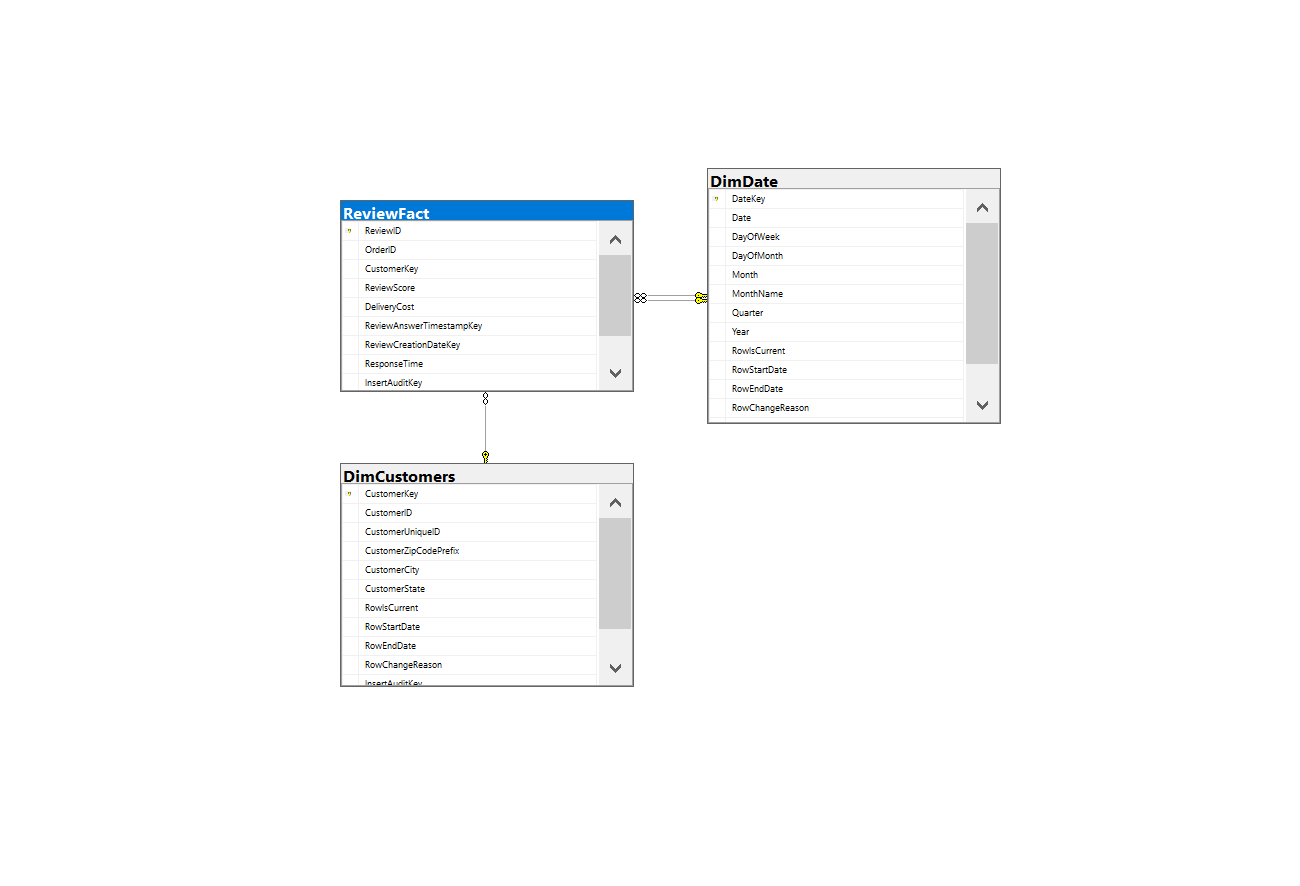 ReviewFact
ReviewID
OrderID
CustomerKey
ReviewScore
DeliveryCost
ReviewAnswerTimestampKey
ReviewCreationDateKey
ResponseTime
InsertAuditKey
DimDate
DateKey
Date
DayOfWeek
DayOfMonth
Month
MonthName
Quarter
Year
RowIsCurrent
RowStartDate
RowEndDate
RowChangeReason
DimCustomers
CustomerKey
CustomerID
CustomerUniqueID
CustomerZipCodePrefix
CustomerCity
CustomerState
RowIsCurrent
RowStartDate
RowEndDate
RowChangeReason
InsertAuditKey